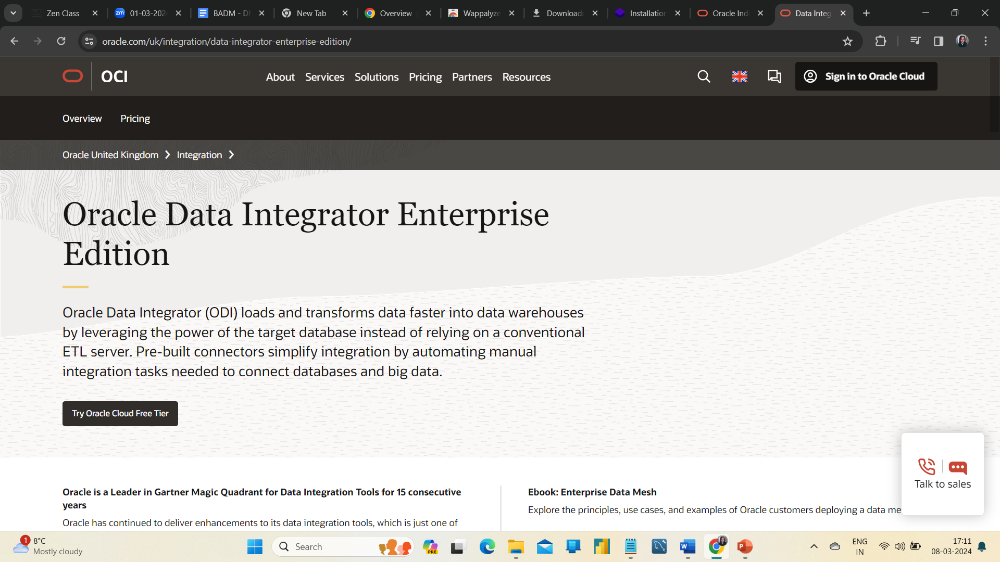 Zen Class
zm 01-03-202
BADM - D
New Tab
Overview
Wappalyze
Downloads
Installation
Oracle Ind
Data Integ
oracle.com/uk/integration/data-integrator-enterprise-edition/
OCI
About Services Solutions Pricing Partners Resources
Sign in to Oracle Cloud
Overview Pricing
Oracle United Kingdom Integration
Oracle Data Integrator Enterprise
Edition
Oracle Data Integrator (ODI) loads and transforms data faster into data warehouses
by leveraging the power of the target database instead of relying on a conventional
ETL server. Pre-built connectors simplify integration by automating manual
integration tasks needed to connect databases and big data.
Try Oracle Cloud Free Tier
Talk to sales
Oracle is a Leader in Gartner Magic Quadrant for Data Integration Tools for 15 consecutive
years
Oracle has continued to deliver enhancements to its data integration tools, which is just one of
Ebook: Enterprise Data Mesh
Explore the principles, use cases, and examples of Oracle customers deploying a data me
1
8°C
Mostly cloudy
Search
PRE
W
P
ENG
IN
17:11
08-03-2024